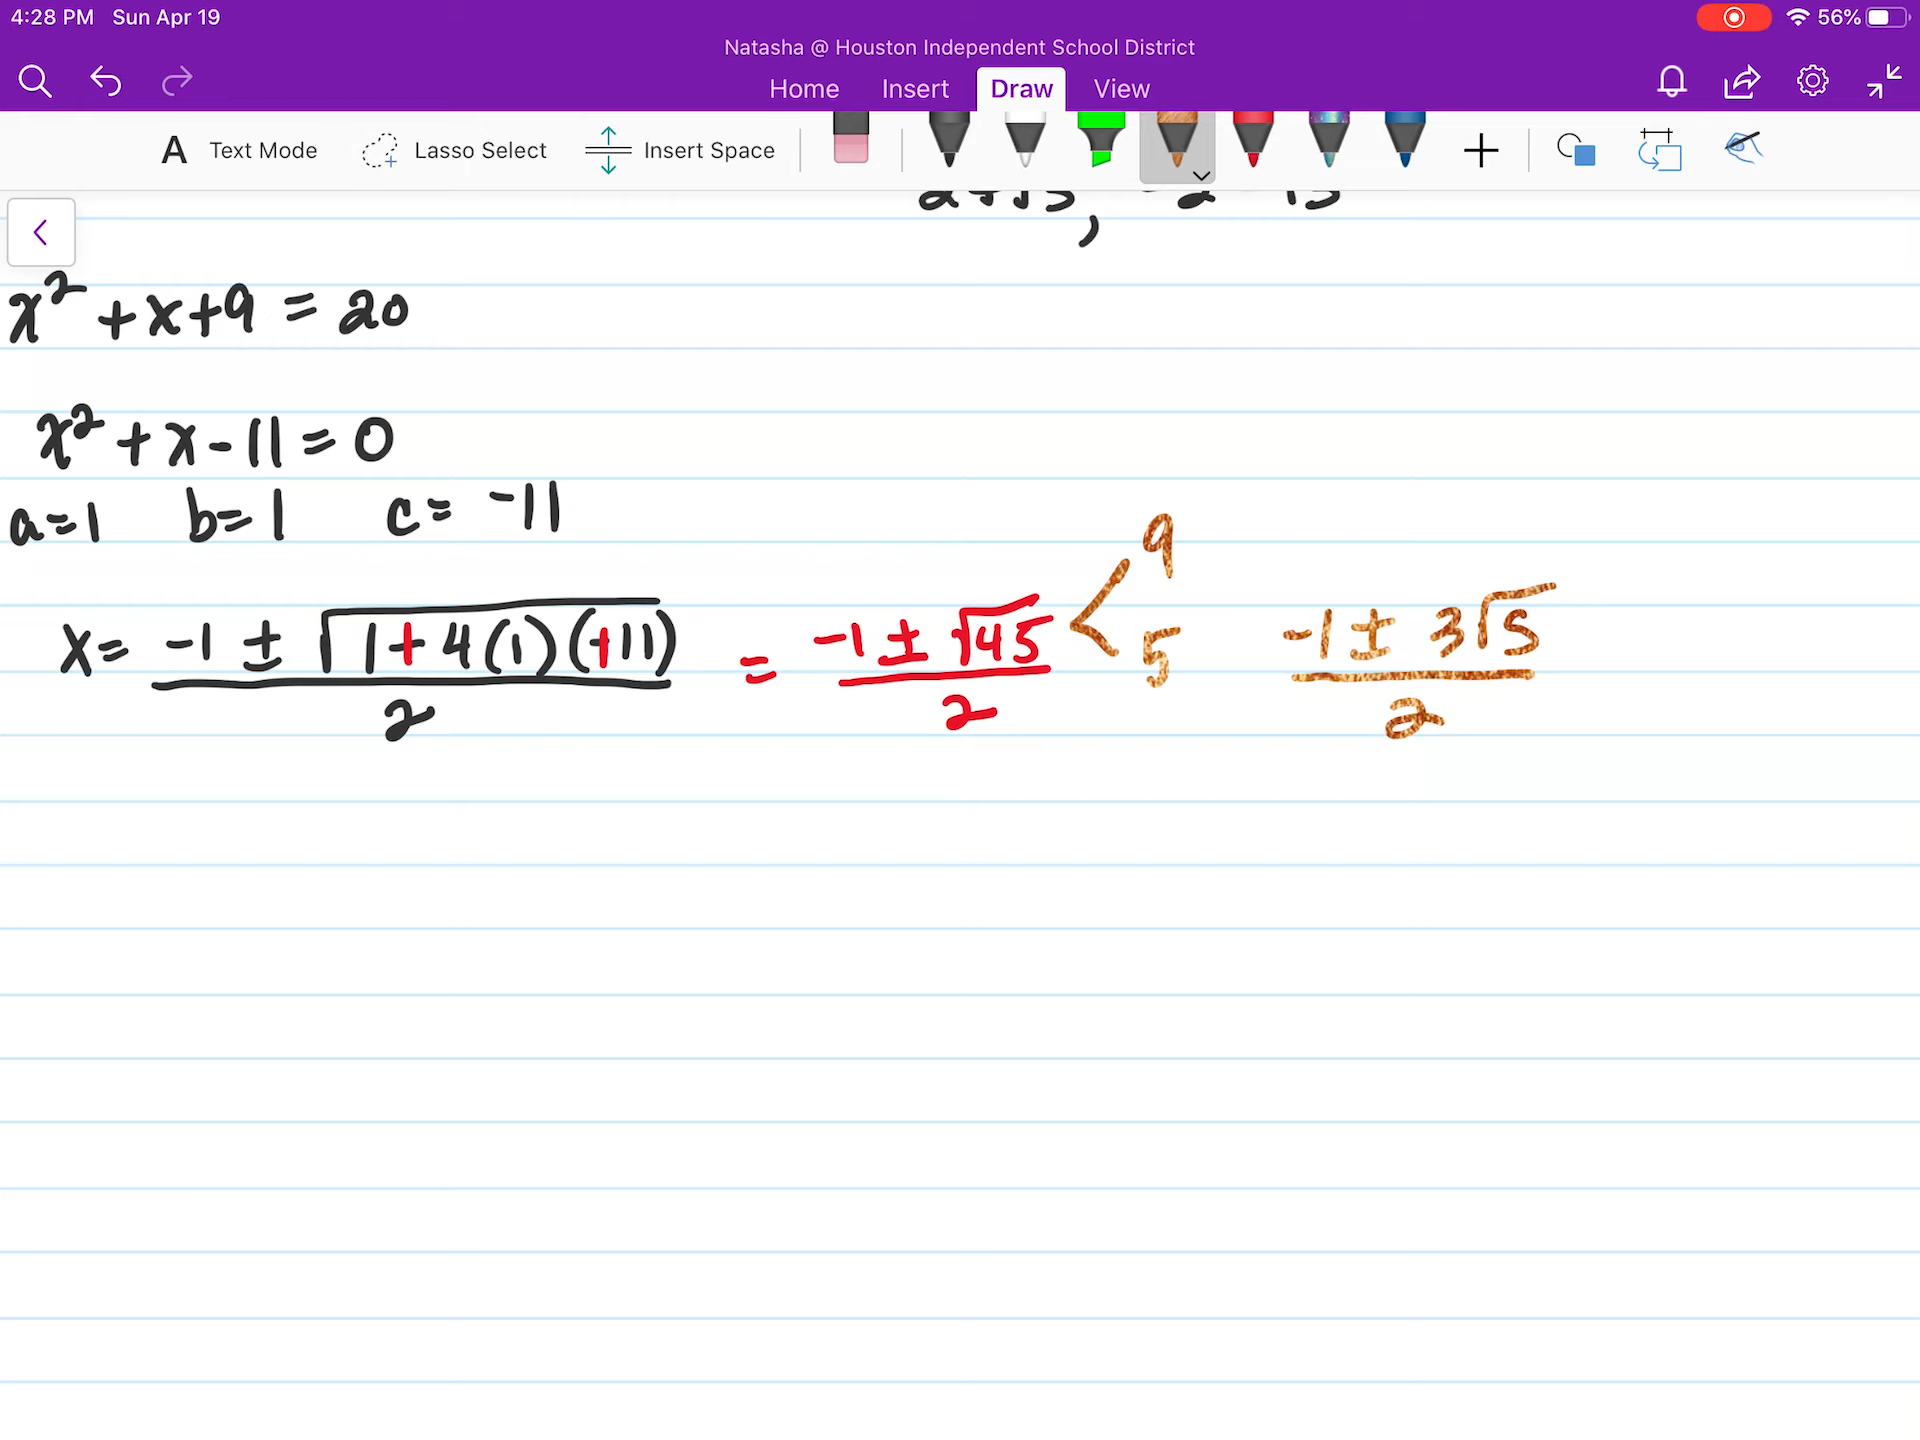 4:28 PM Sun Apr 19 56%
Natasha @ Houston Independent School District
Home Insert Draw View
A Text Mode Lasso Select Insert Space
x² + x + 9 = 20
x² + x - 11 = 0
a = 1 b = 1 c = -11
x = (-1 ± √(1 + 4(1)(+11)))/2 = (-1 ± √45)/2 < 9 5 (-1 ± 3√5)/2